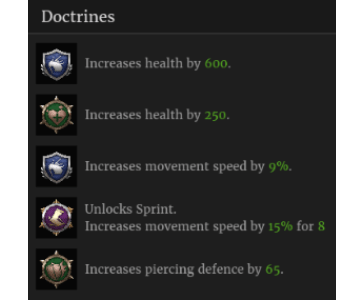 Doctrines
Increases health by 600.
Increases health by 250.
Increases movement speed by 9%.
Unlocks Sprint.
Increases movement speed by 15% for 8
Increases piercing defence by 65.